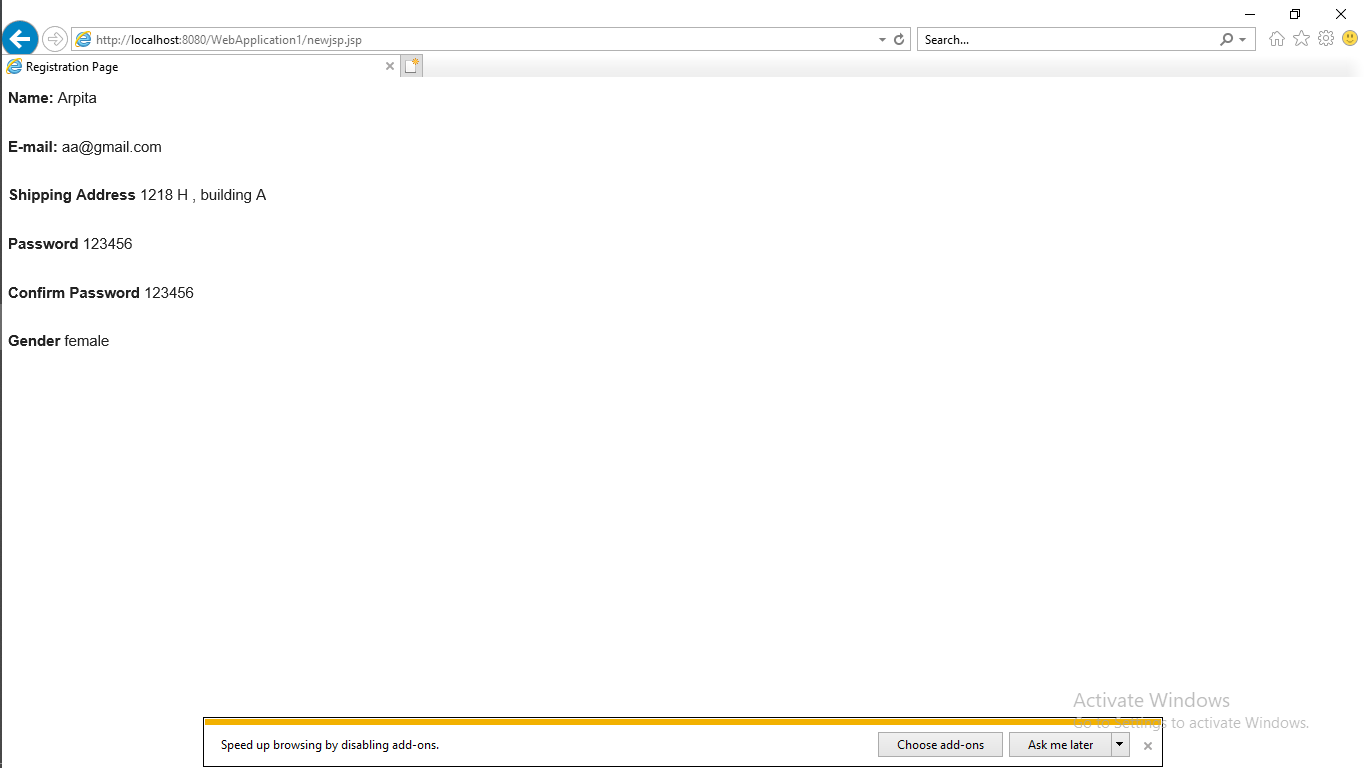 http://localhost:8080/WebApplication1/newjsp.jsp
Search...
Registration Page
Name: Arpita
E-mail: aa@gmail.com
Shipping Address 1218 H , building A
Password 123456
Confirm Password 123456
Gender female
Activate Windows
Go to Settings to activate Windows.
Speed up browsing by disabling add-ons.
Choose add-ons
Ask me later